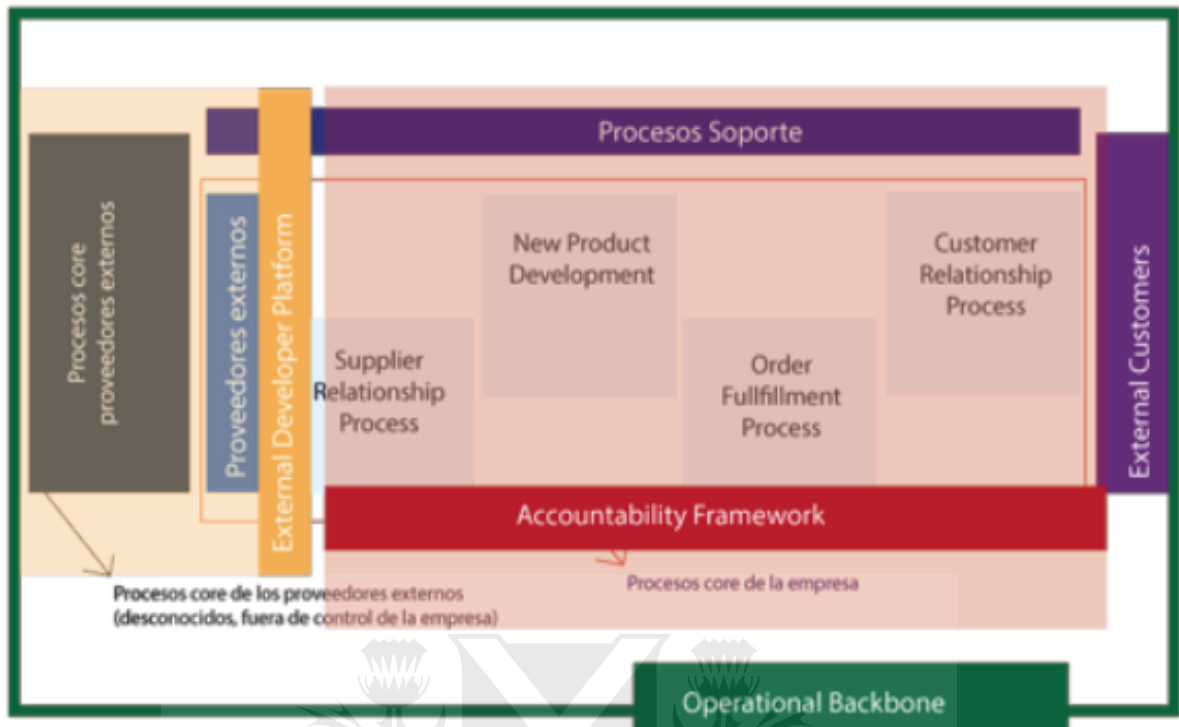 Procesos Soporte
Procesos core
proveedores externos
Proveedores externos
External Developer Platform
New Product
Development
Customer
Relationship
Process
Supplier
Relationship
Process
Order
Fullfillment
Process
External Customers
Accountability Framework
Procesos core de los proveedores externos
(desconocidos, fuera de control de la empresa)
Procesos core de la empresa
Operational Backbone